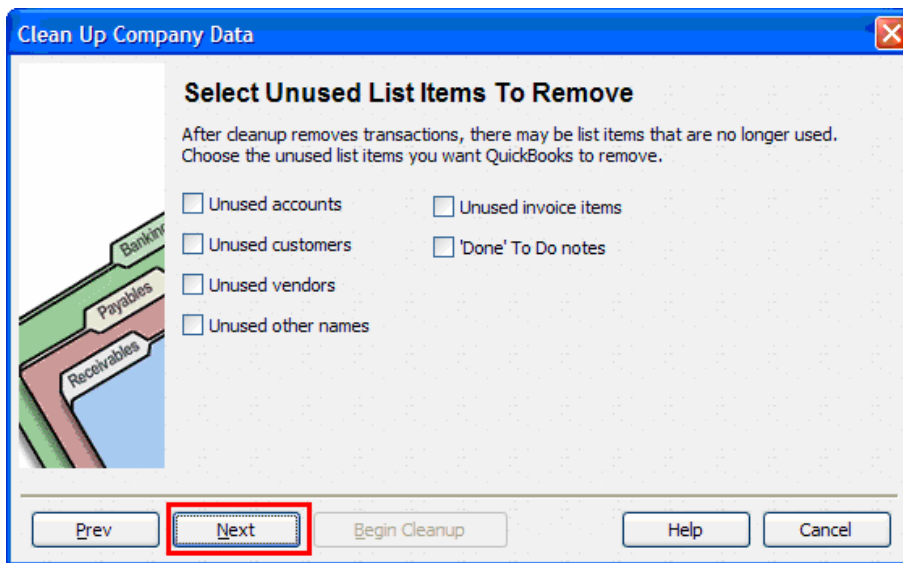 Clean Up Company Data
Select Unused List Items To Remove
After cleanup removes transactions, there may be list items that are no longer used.
Choose the unused list items you want QuickBooks to remove.
Unused accounts
Unused customers
Unused vendors
Unused other names
Unused invoice items
'Done' To Do notes
Banking
Payables
Receivables
Prev
Next
Begin Cleanup
Help
Cancel